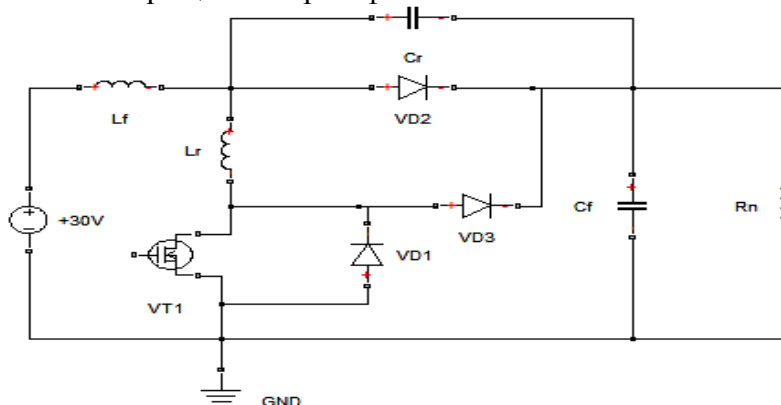 Cr
Lf
VD2
Lr
+30V
VD3
Cf
Rn
VD1
VT1
GND